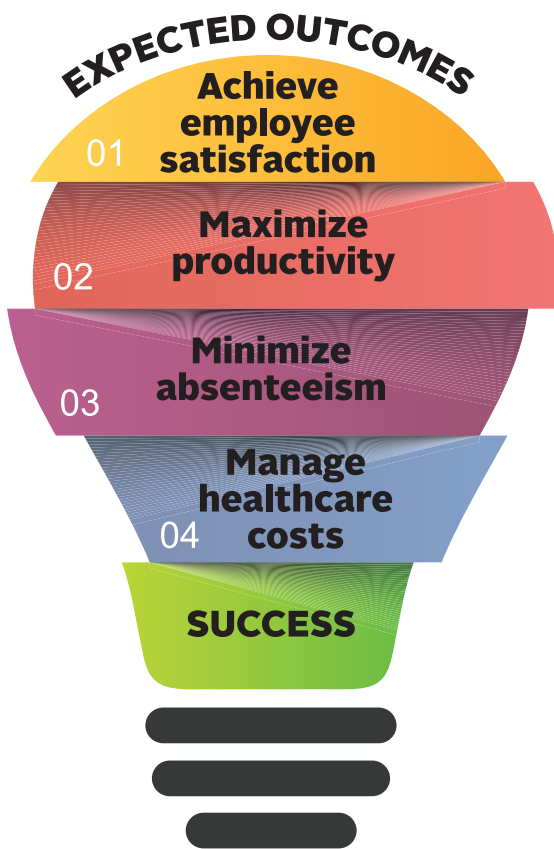 EXPECTED OUTCOMES
Achieve
employee
satisfaction
01
Maximize
productivity
02
Minimize
absenteeism
03
Manage
healthcare
costs
04
SUCCESS